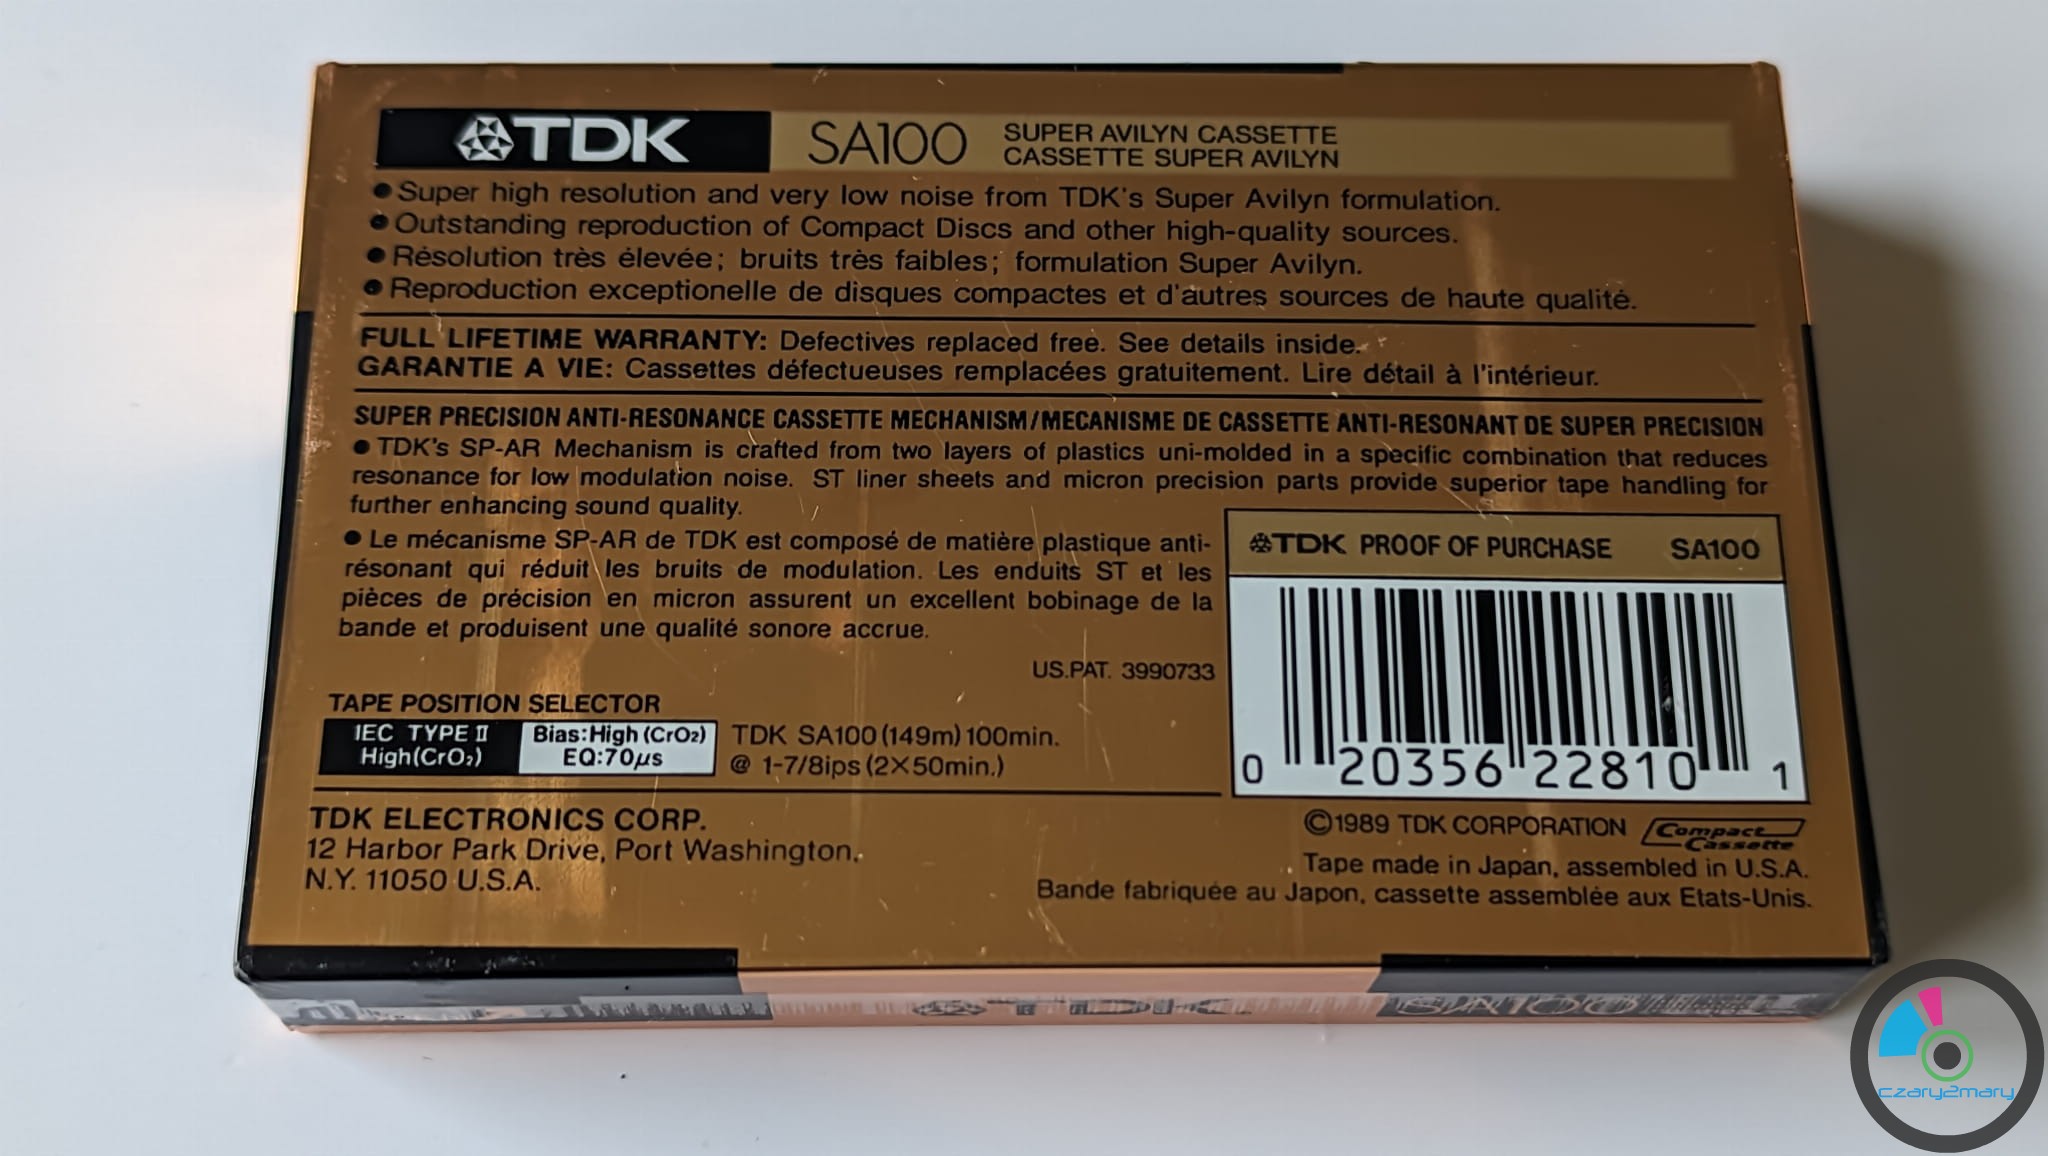 TDK SA100 SUPER AVILYN CASSETTE
CASSETTE SUPER AVILYN
● Super high resolution and very low noise from TDK's Super Avilyn formulation.
● Outstanding reproduction of Compact Discs and other high-quality sources.
● Résolution très élevée; bruits très faibles; formulation Super Avilyn.
● Reproduction exceptionelle de disques compactes et d'autres sources de haute qualité.
FULL LIFETIME WARRANTY: Defectives replaced free. See details inside.
GARANTIE A VIE: Cassettes défectueuses remplacées gratuitement. Lire détail à l'intérieur.
SUPER PRECISION ANTI-RESONANCE CASSETTE MECHANISM/MECANISME DE CASSETTE ANTI-RESONANT DE SUPER PRECISION
● TDK's SP-AR Mechanism is crafted from two layers of plastics uni-molded in a specific combination that reduces
resonance for low modulation noise. ST liner sheets and micron precision parts provide superior tape handling for
further enhancing sound quality.
● Le mécanisme SP-AR de TDK est composé de matière plastique anti-
résonant qui réduit les bruits de modulation. Les enduits ST et les
pièces de précision en micron assurent un excellent bobinage de la
bande et produisent une qualité sonore accrue.
US.PAT. 3990733
TDK PROOF OF PURCHASE SA100
0 20356 22810 1
TAPE POSITION SELECTOR
IEC TYPE II
High(CrO₂)
Bias:High (CrO₂)
EQ:70µs
TDK SA100 (149m) 100min.
@ 1-7/8ips (2×50min.)
TDK ELECTRONICS CORP.
12 Harbor Park Drive, Port Washington,
N.Y. 11050 U.S.A.
©1989 TDK CORPORATION Compact Cassette
Tape made in Japan, assembled in U.S.A.
Bande fabriquée au Japon, cassette assemblée aux Etats-Unis.
TDK SA100
czary2mary